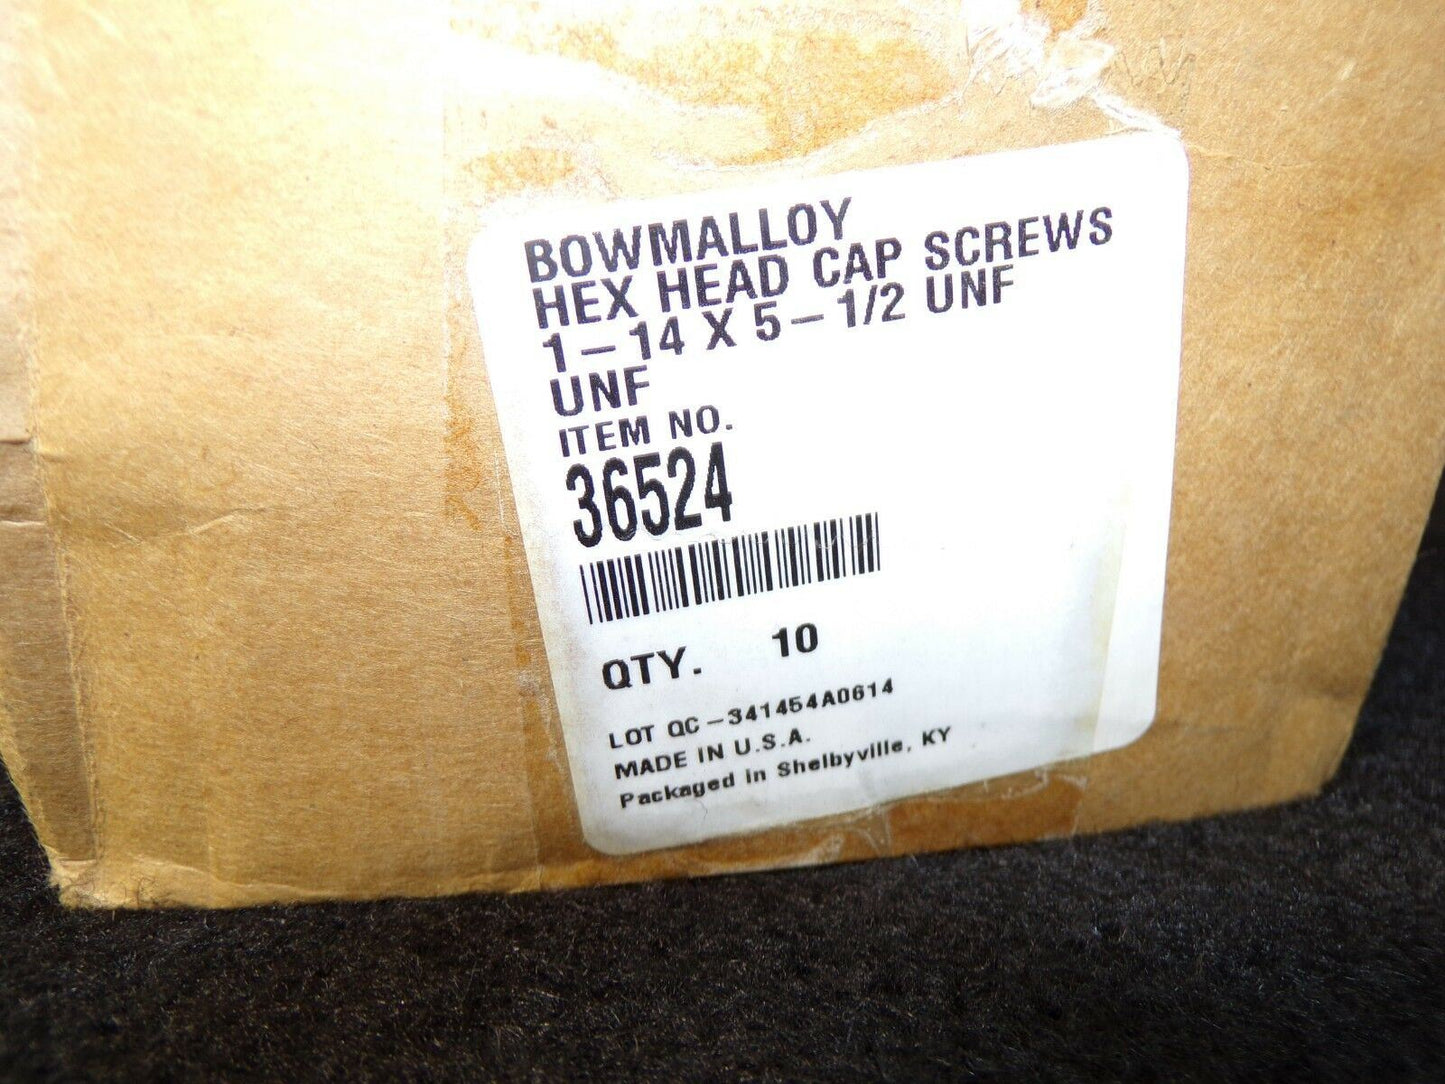 BOWMALLOY
HEX HEAD CAP SCREWS
1-14 X 5-1/2 UNF
UNF
ITEM NO.
36524
QTY. 10
LOT QC-341454A0614
MADE IN U.S.A.
Packaged in Shelbyville, KY